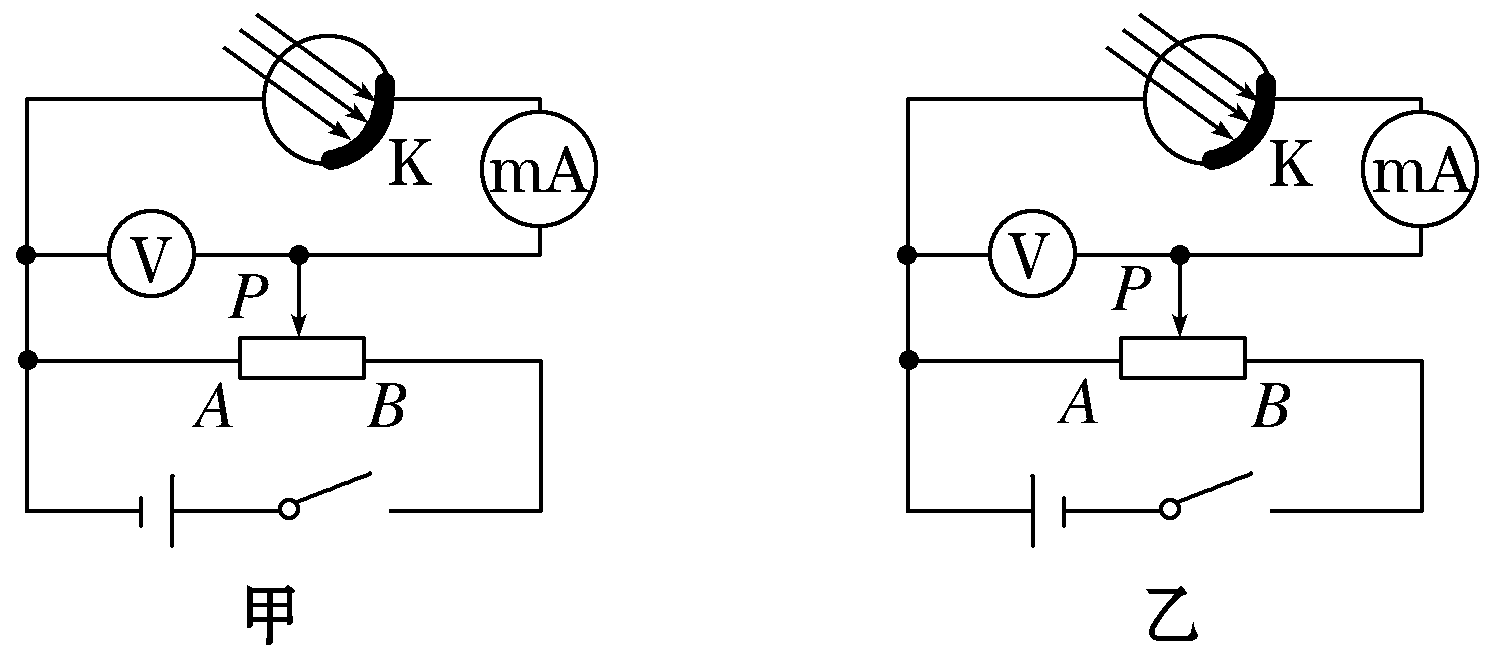 K K
mA mA
V V
P P
A B A B
甲 乙